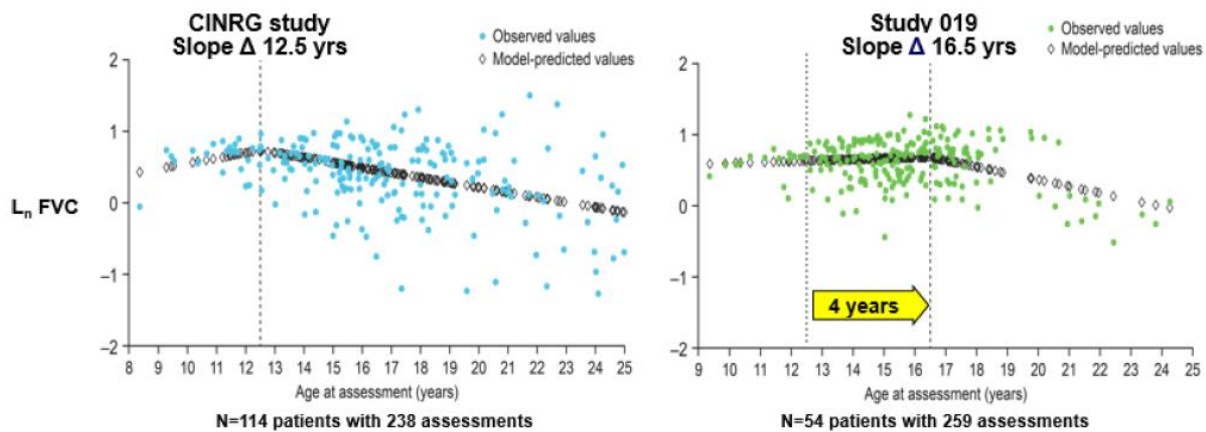 CINRG study
Slope Δ 12.5 yrs
Observed values
Model-predicted values
2
1
0
–1
–2
Lₙ FVC
8 9 10 11 12 13 14 15 16 17 18 19 20 21 22 23 24 25
Age at assessment (years)
N=114 patients with 238 assessments
Study 019
Slope Δ 16.5 yrs
Observed values
Model-predicted values
2
1
0
–1
–2
4 years
9 10 11 12 13 14 15 16 17 18 19 20 21 22 23 24 25
Age at assessment (years)
N=54 patients with 259 assessments